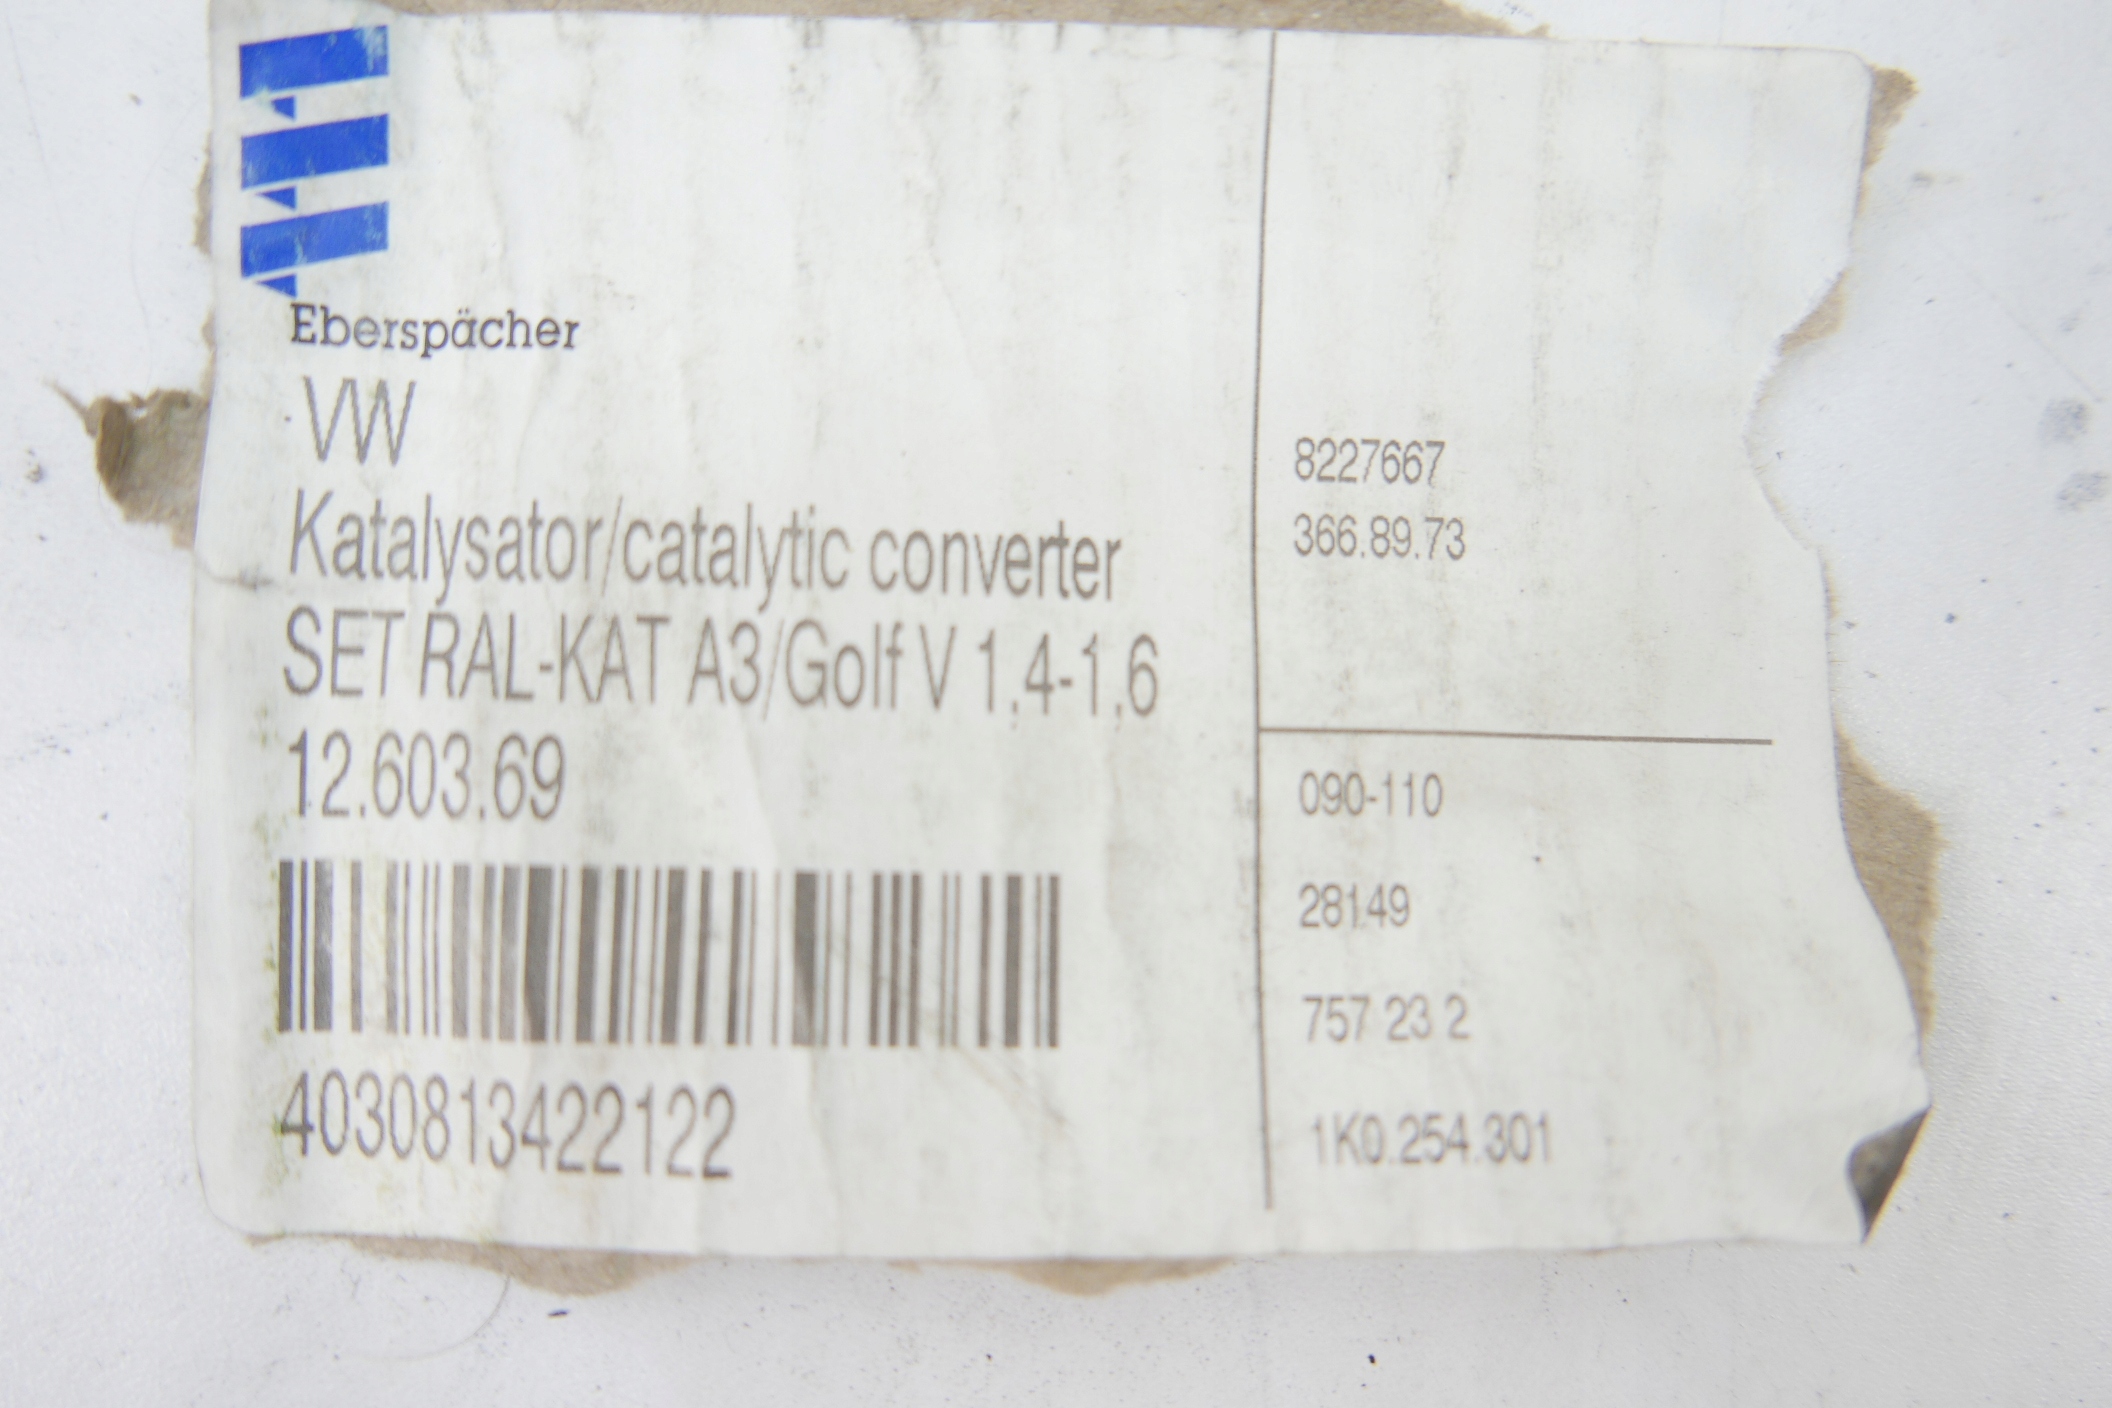 Eberspächer
VW
Katalysator/catalytic converter
SET RAL-KAT A3/Golf V 1.4-1.6
12.603.69
4030813422122
8227667
366.89.73
090-110
28149
757 23 2
1K0.254.301